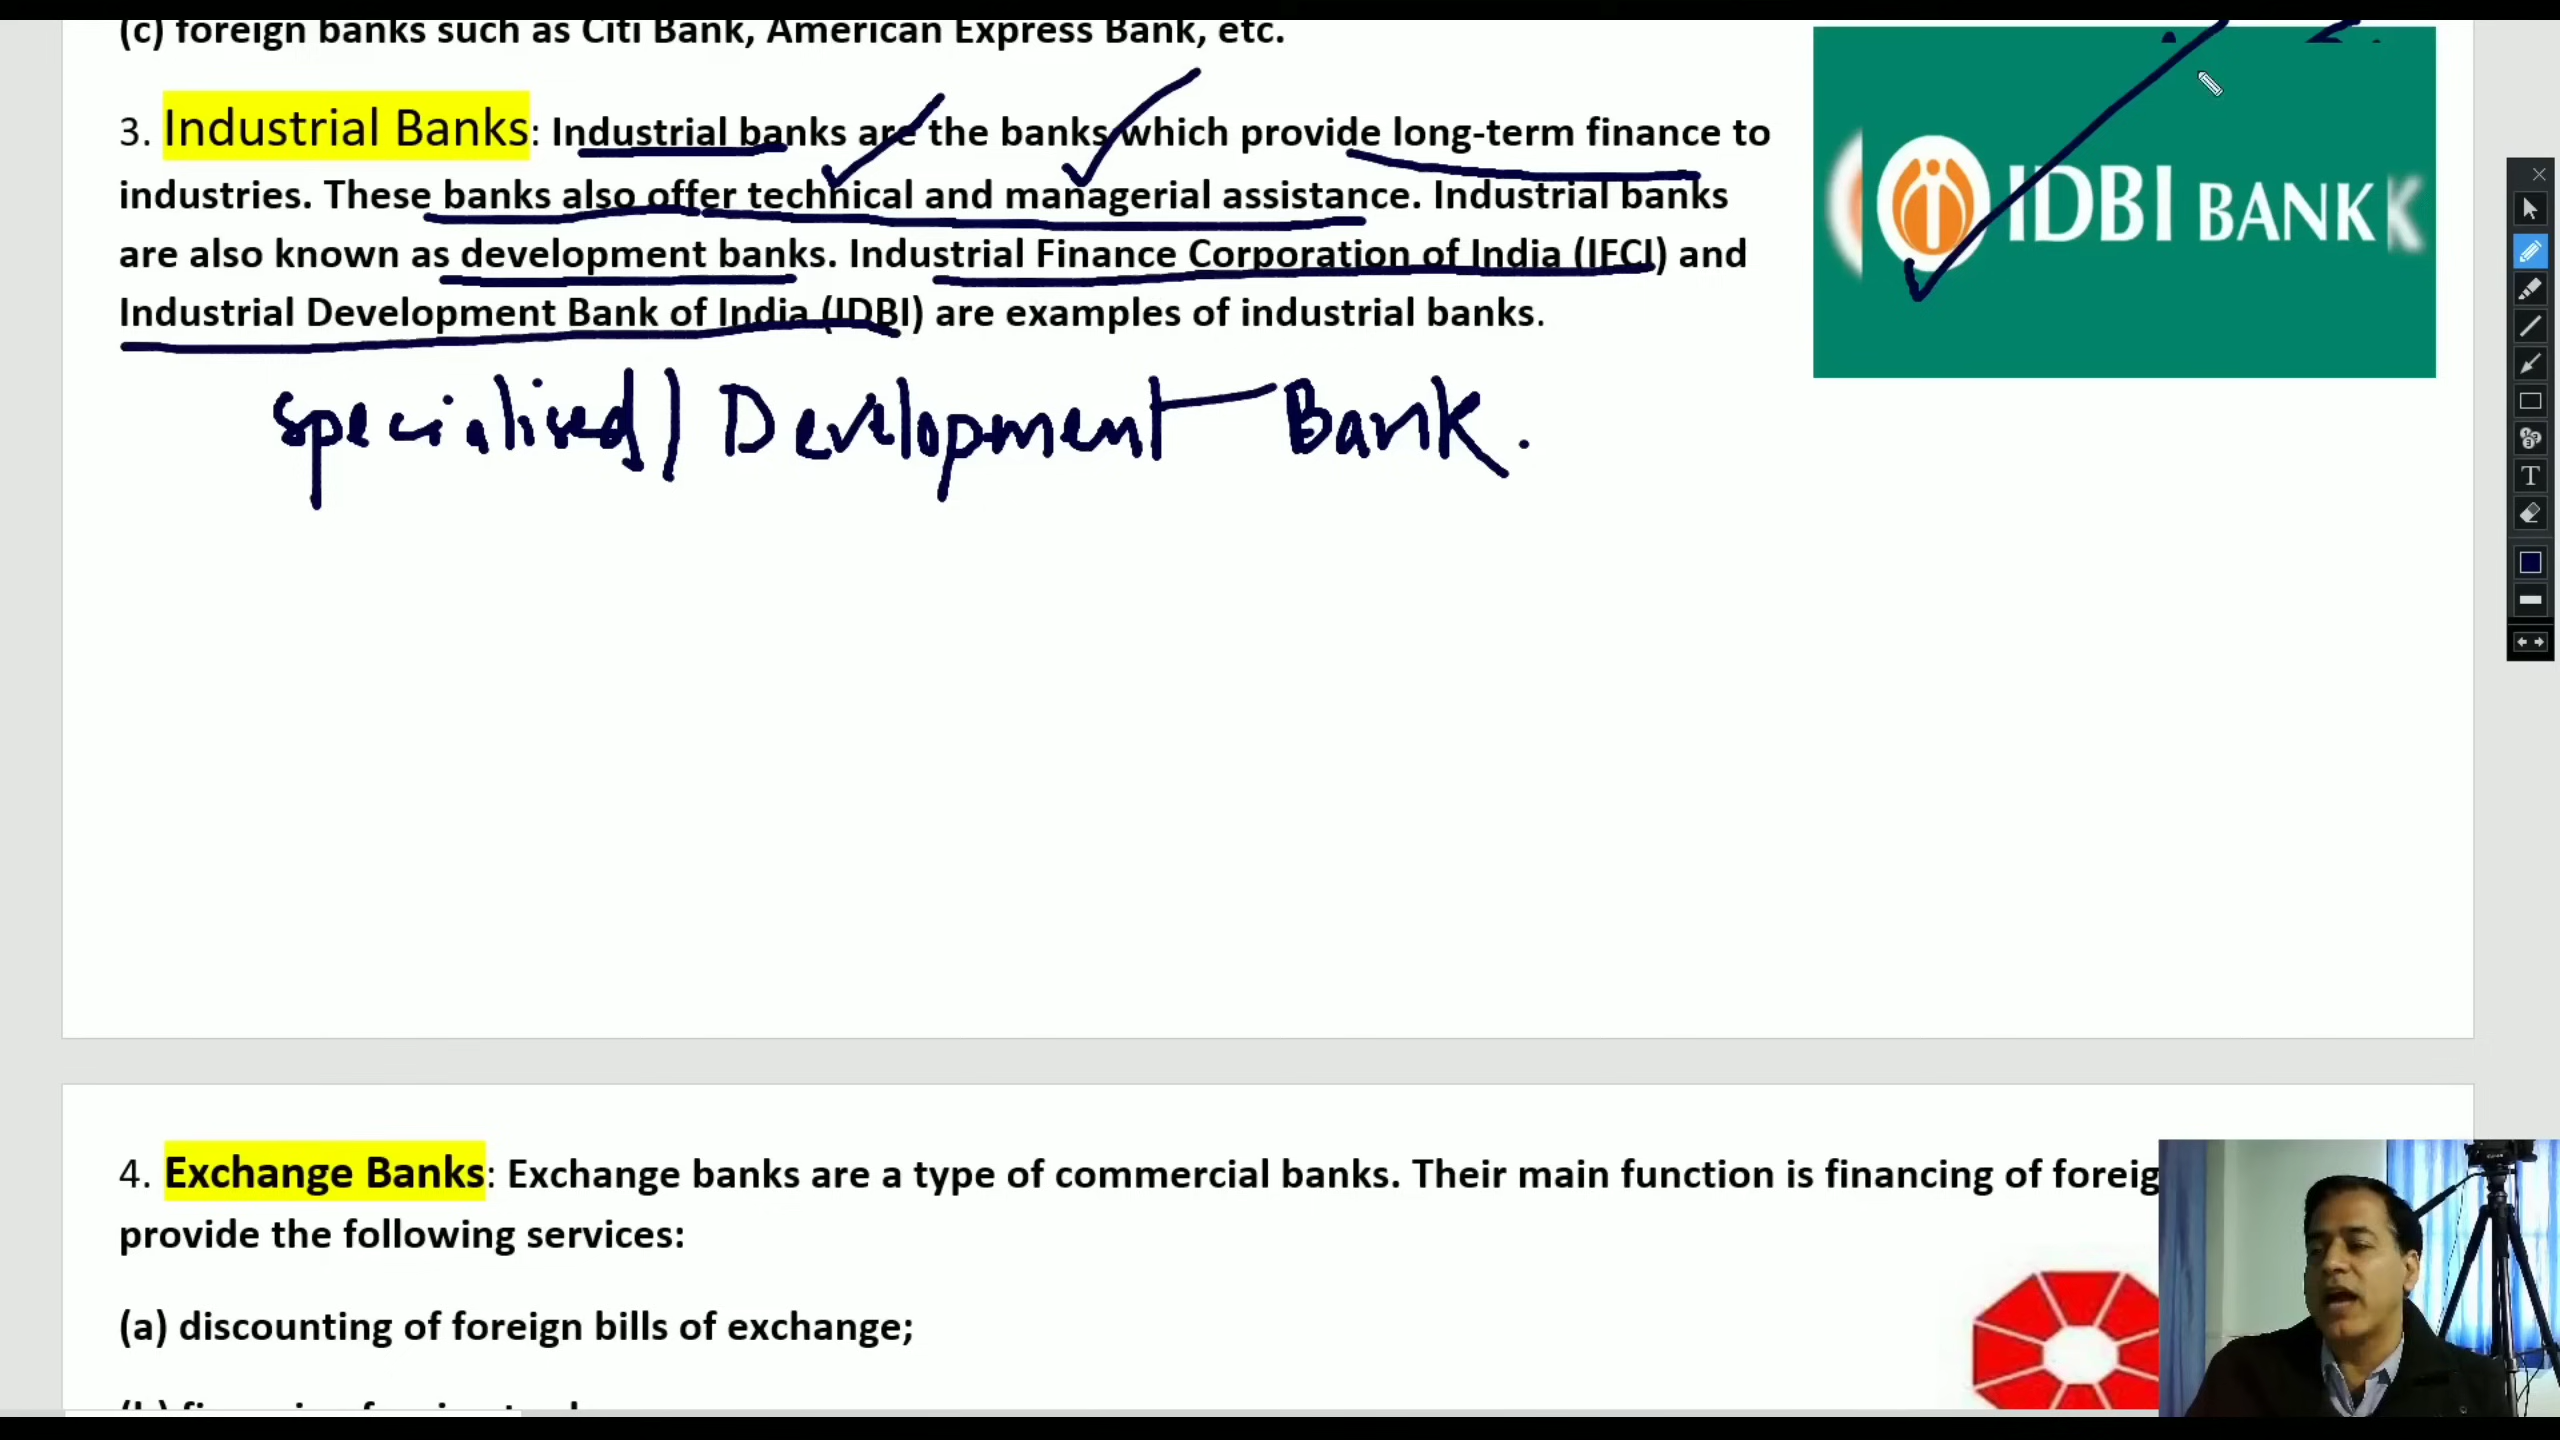 (c) foreign banks such as Citi Bank, American Express Bank, etc.
3. Industrial Banks: Industrial banks are the banks which provide long-term finance to
industries. These banks also offer technical and managerial assistance. Industrial banks
are also known as development banks. Industrial Finance Corporation of India (IFCI) and
Industrial Development Bank of India (IDBI) are examples of industrial banks.
IDBI BANK
specialised/ Development Bank.
4. Exchange Banks: Exchange banks are a type of commercial banks. Their main function is financing of foreig
provide the following services:
(a) discounting of foreign bills of exchange;